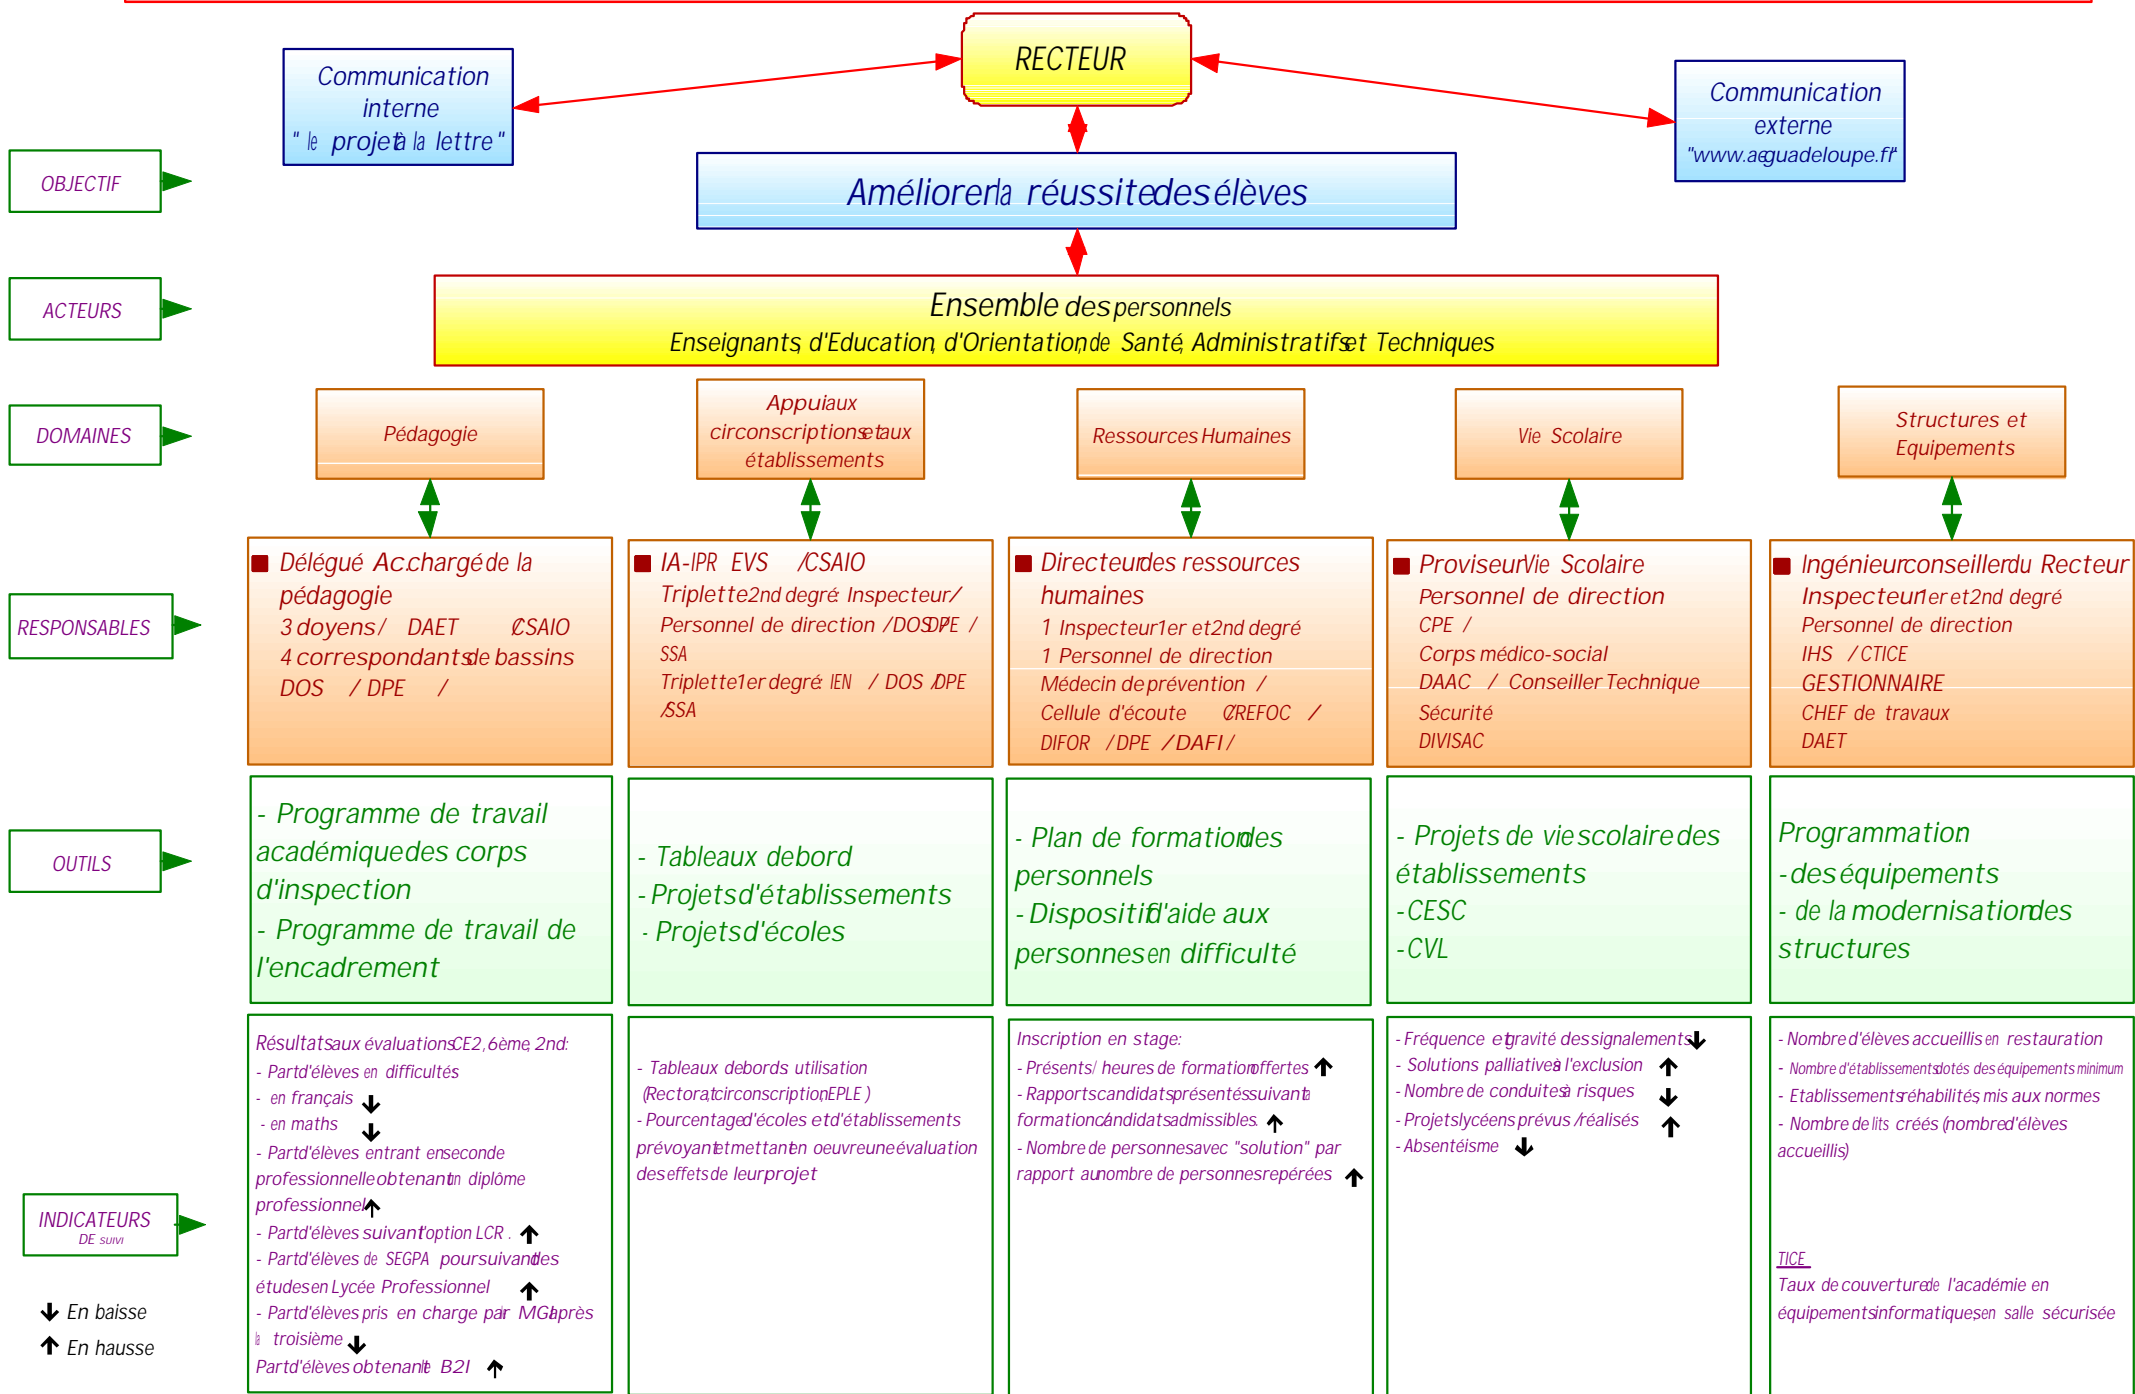 RECTEUR
Communication
interne
" le projet à la lettre "
Communication
externe
"www.ac-guadeloupe.fr"
OBJECTIF
Améliorer la réussite des élèves
ACTEURS
Ensemble des personnels
Enseignants, d'Education, d'Orientation, de Santé, Administratifs et Techniques
DOMAINES
Pédagogie
Appui aux
circonscriptions et aux
établissements
Ressources Humaines
Vie Scolaire
Structures et
Equipements
RESPONSABLES
Délégué Ac.chargé de la
pédagogie
3 doyens / DAET /CSAIO
4 correspondants de bassins
DOS / DPE /
IA-IPR EVS /CSAIO
Triplette 2nd degré: Inspecteur /
Personnel de direction / DOS/DPE /
SSA
Triplette 1er degré: IEN / DOS /DPE
/SSA
Directeur des ressources
humaines
1 Inspecteur 1er et 2nd degré
1 Personnel de direction
Médecin de prévention /
Cellule d'écoute /CREFOC /
DIFOR / DPE / DAFI /
Proviseur Vie Scolaire
Personnel de direction
CPE /
Corps médico-social
DAAC / Conseiller Technique
Sécurité
DIVISAC
Ingénieur conseiller du Recteur
Inspecteur 1er et 2nd degré
Personnel de direction
IHS / CTICE
GESTIONNAIRE
CHEF de travaux
DAET
OUTILS
- Programme de travail
académique des corps
d'inspection
- Programme de travail de
l'encadrement
- Tableaux de bord
- Projets d'établissements
- Projets d'écoles
- Plan de formation des
personnels
- Dispositif d'aide aux
personnes en difficulté
- Projets de vie scolaire des
établissements
- CESC
- CVL
Programmation:
- des équipements
- de la modernisation des
structures
INDICATEURS
DE SUIVI
Résultats aux évaluations CE2, 6ème, 2nd:
- Part d'élèves en difficultés
- en français ↓
- en maths ↓
- Part d'élèves entrant en seconde
professionnelle obtenant un diplôme
professionnel ↑
- Part d'élèves suivant l'option LCR . ↑
- Part d'élèves de SEGPA poursuivant des
études en Lycée Professionnel ↑
- Part d'élèves pris en charge par la MGI après
la troisième ↓
Part d'élèves obtenant le B2I ↑
- Tableaux de bords utilisation
(Rectorat, circonscription, EPLE )
- Pourcentage d'écoles et d'établissements
prévoyant et mettant en oeuvre une évaluation
des effets de leur projet
Inscription en stage:
- Présents / heures de formation offertes ↑
- Rapports candidats présentés suivant la
formation/candidats admissibles. ↑
- Nombre de personnes avec "solution" par
rapport au nombre de personnes repérées ↑
- Fréquence et gravité des signalements ↓
- Solutions palliatives à l'exclusion ↑
- Nombre de conduites à risques ↓
- Projets lycéens prévus / réalisés ↑
- Absentéisme ↓
- Nombre d'élèves accueillis en restauration
- Nombre d'établissements dotés des équipements minimum
- Etablissements réhabilités, mis aux normes
- Nombre de lits créés (nombre d'élèves
accueillis)
TICE
Taux de couverture de l'académie en
équipements informatiques, en salle sécurisée
↓ En baisse
↑ En hausse